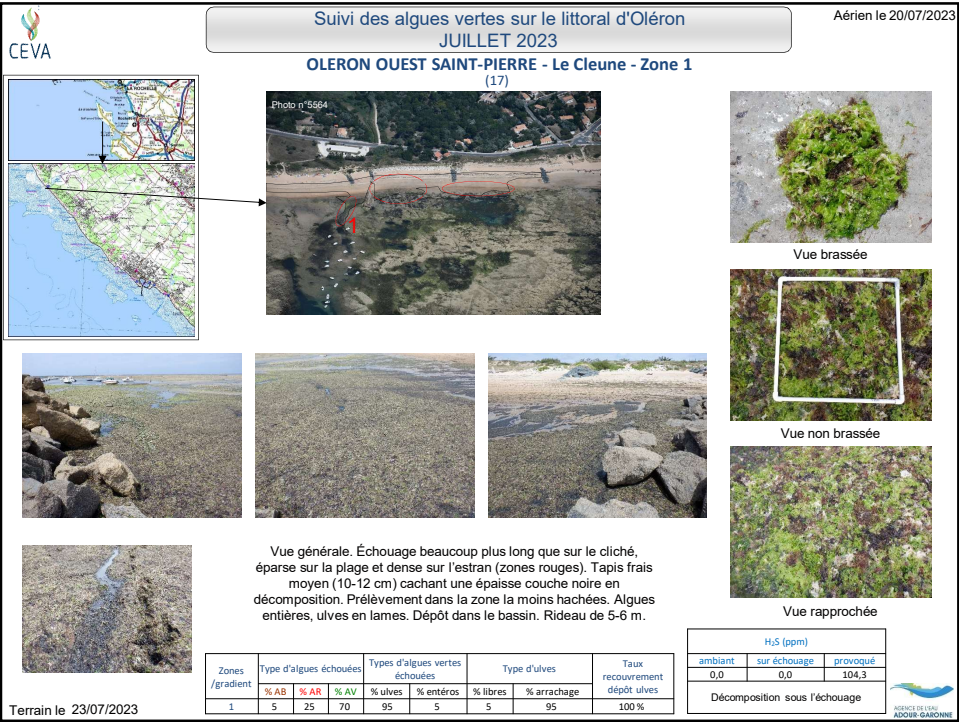 CEVA
Suivi des algues vertes sur le littoral d'Oléron
JUILLET 2023
Aérien le 20/07/2023
OLERON OUEST SAINT-PIERRE - Le Cleune - Zone 1
(17)
Photo n°5564
1
Vue brassée
Vue non brassée
Vue rapprochée
Vue générale. Échouage beaucoup plus long que sur le cliché,
éparse sur la plage et dense sur l'estran (zones rouges). Tapis frais
moyen (10-12 cm) cachant une épaisse couche noire en
décomposition. Prélèvement dans la zone la moins hachées. Algues
entières, ulves en lames. Dépôt dans le bassin. Rideau de 5-6 m.
Zones /gradient Type d'algues échouées Types d'algues vertes échouées Type d'ulves Taux recouvrement dépôt ulves
% AB % AR % AV % ulves % entéros % libres % arrachage
1 5 25 70 95 5 5 95 100 %
H2S (ppm)
ambiant sur échouage provoqué
0,0 0,0 104,3
Décomposition sous l'échouage
Terrain le 23/07/2023
AGENCE DE L'EAU
ADOUR-GARONNE